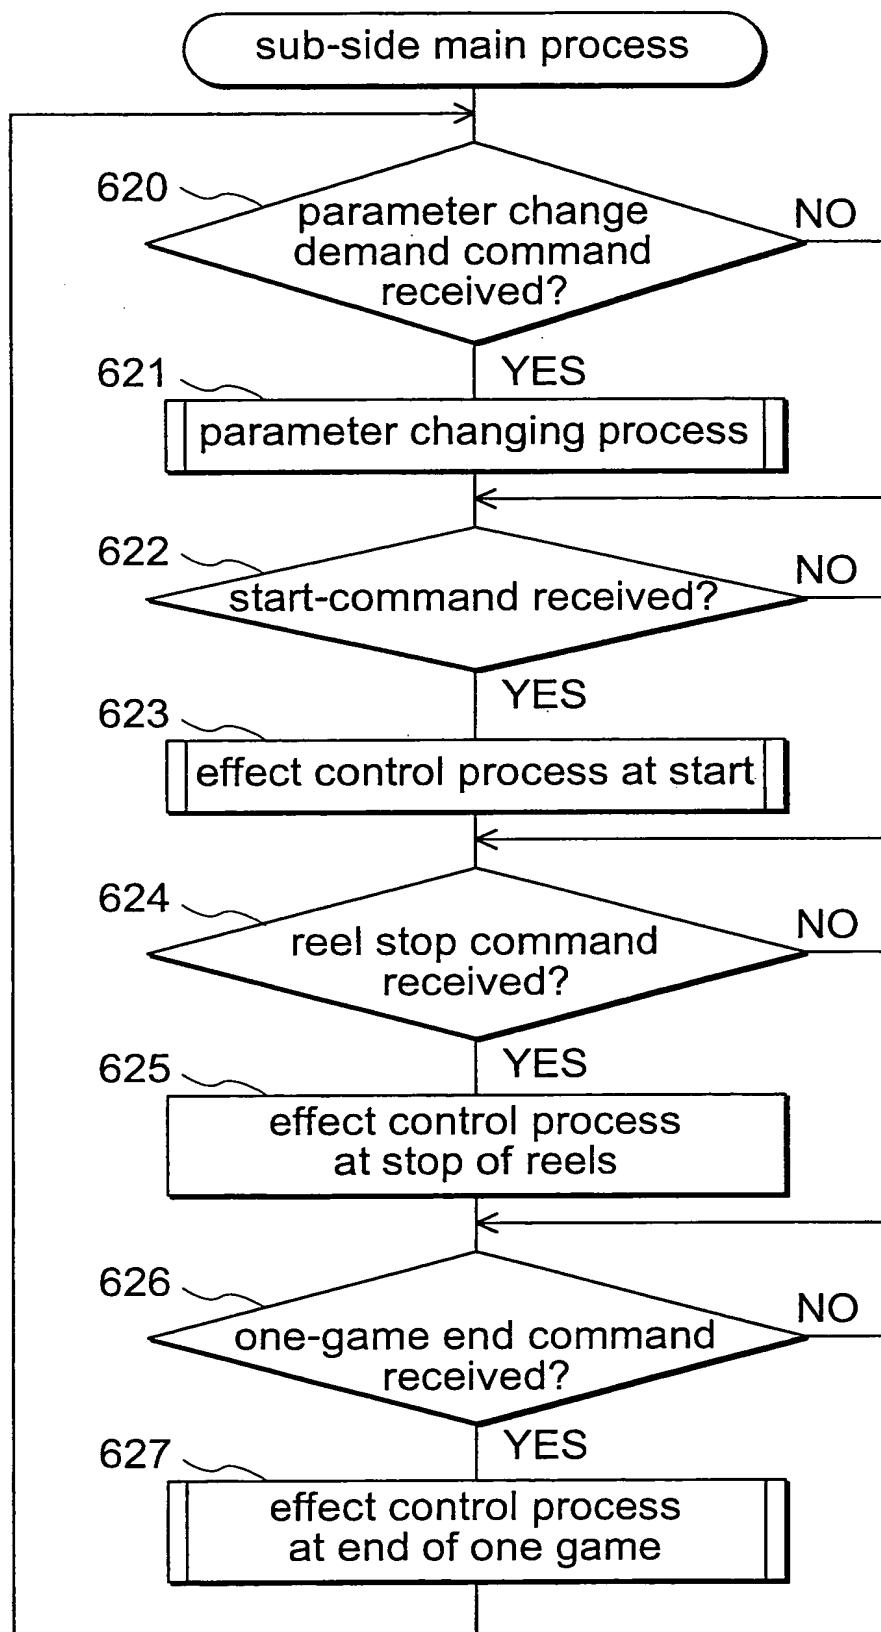 sub-side main process
620
parameter change
demand command
received?
NO
YES
621
parameter changing process
622
start-command received?
NO
YES
623
effect control process at start
624
reel stop command
received?
NO
YES
625
effect control process
at stop of reels
626
one-game end command
received?
NO
YES
627
effect control process
at end of one game